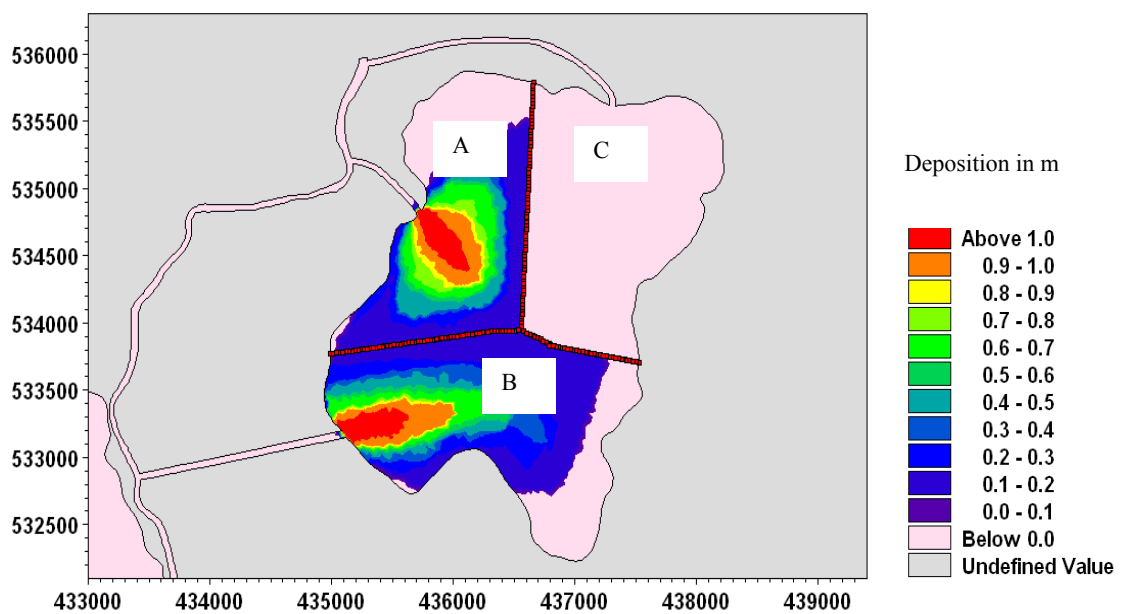 536000
535500
535000
534500
534000
533500
533000
532500
433000 434000 435000 436000 437000 438000 439000
A
C
B
Deposition in m
Above 1.0
0.9 - 1.0
0.8 - 0.9
0.7 - 0.8
0.6 - 0.7
0.5 - 0.6
0.4 - 0.5
0.3 - 0.4
0.2 - 0.3
0.1 - 0.2
0.0 - 0.1
Below 0.0
Undefined Value